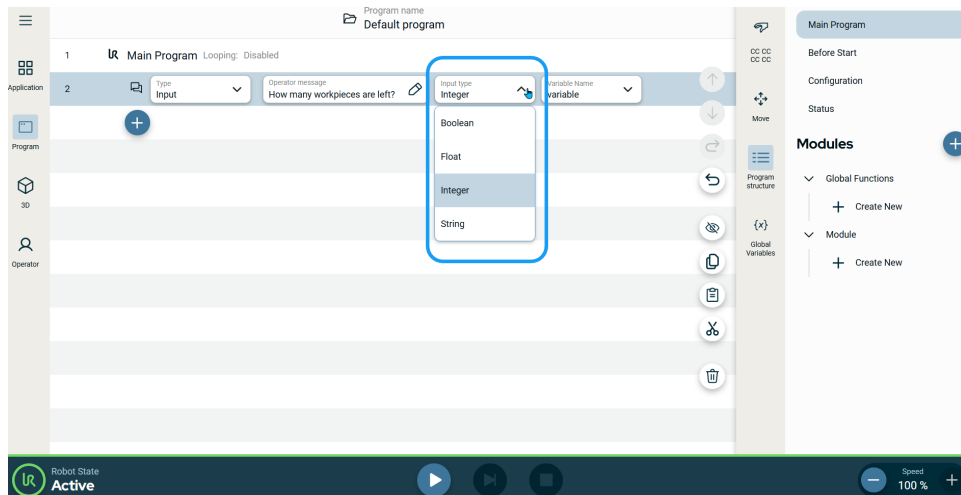 Program name
Default program
Application
Program
3D
Operator
1 Main Program Looping: Disabled
2
Type
Input
Operator message
How many workpieces are left?
Input type
Integer
Variable Name
variable
Boolean
Float
Integer
String
CC CC
CC CC
Move
Program
structure
{x}
Global
Variables
Main Program
Before Start
Configuration
Status
Modules
Global Functions
Create New
Module
Create New
Robot State
Active
Speed
100 %